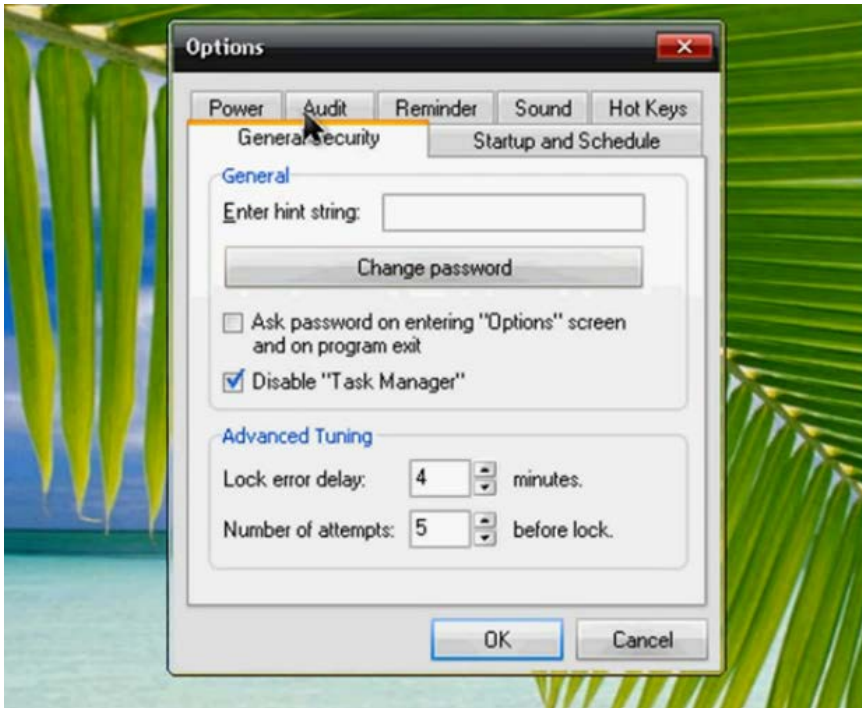 Options
Power Audit Reminder Sound Hot Keys
General Security Startup and Schedule
General
Enter hint string:
Change password
Ask password on entering "Options" screen
and on program exit
Disable "Task Manager"
Advanced Tuning
Lock error delay: 4 minutes.
Number of attempts: 5 before lock.
OK Cancel